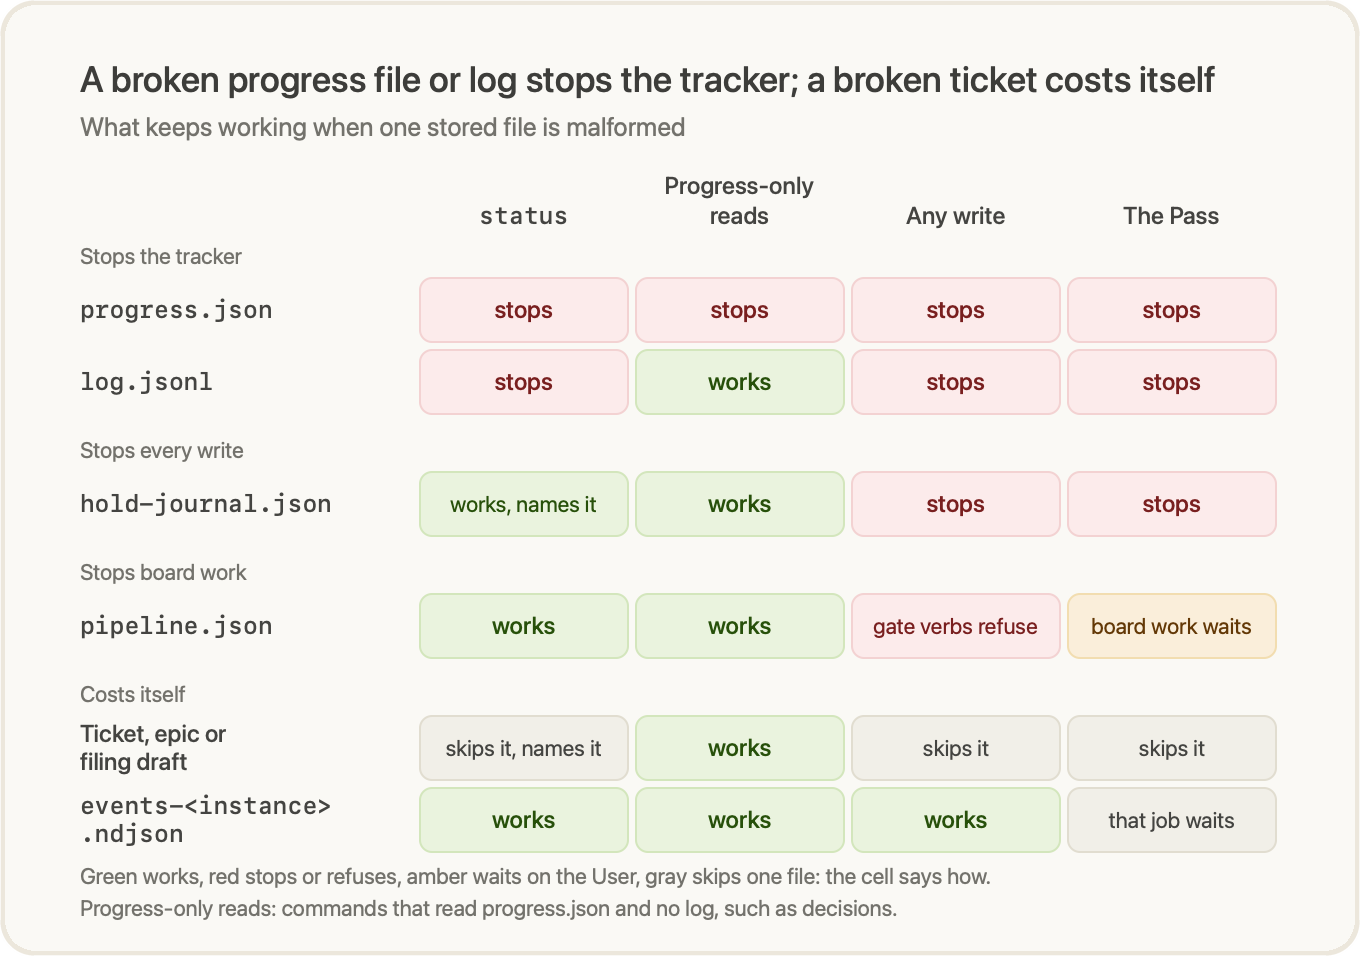 A broken progress file or log stops the tracker; a broken ticket costs itself
What keeps working when one stored file is malformed
status
Progress-only
reads
Any write
The Pass
Stops the tracker
progress.json
stops
stops
stops
stops
log.jsonl
stops
works
stops
stops
Stops every write
hold-journal.json
works, names it
works
stops
stops
Stops board work
pipeline.json
works
works
gate verbs refuse
board work waits
Costs itself
Ticket, epic or
filing draft
skips it, names it
works
skips it
skips it
events-<instance>
.ndjson
works
works
works
that job waits
Green works, red stops or refuses, amber waits on the User, gray skips one file: the cell says how.
Progress-only reads: commands that read progress.json and no log, such as decisions.